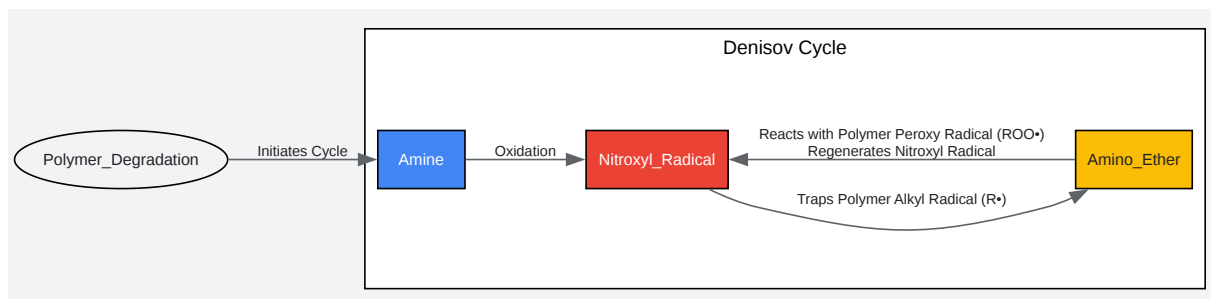 Denisov Cycle
Polymer_Degradation
Initiates Cycle
Amine
Oxidation
Nitroxyl_Radical
Reacts with Polymer Peroxy Radical (ROO•)
Regenerates Nitroxyl Radical
Amino_Ether
Traps Polymer Alkyl Radical (R•)